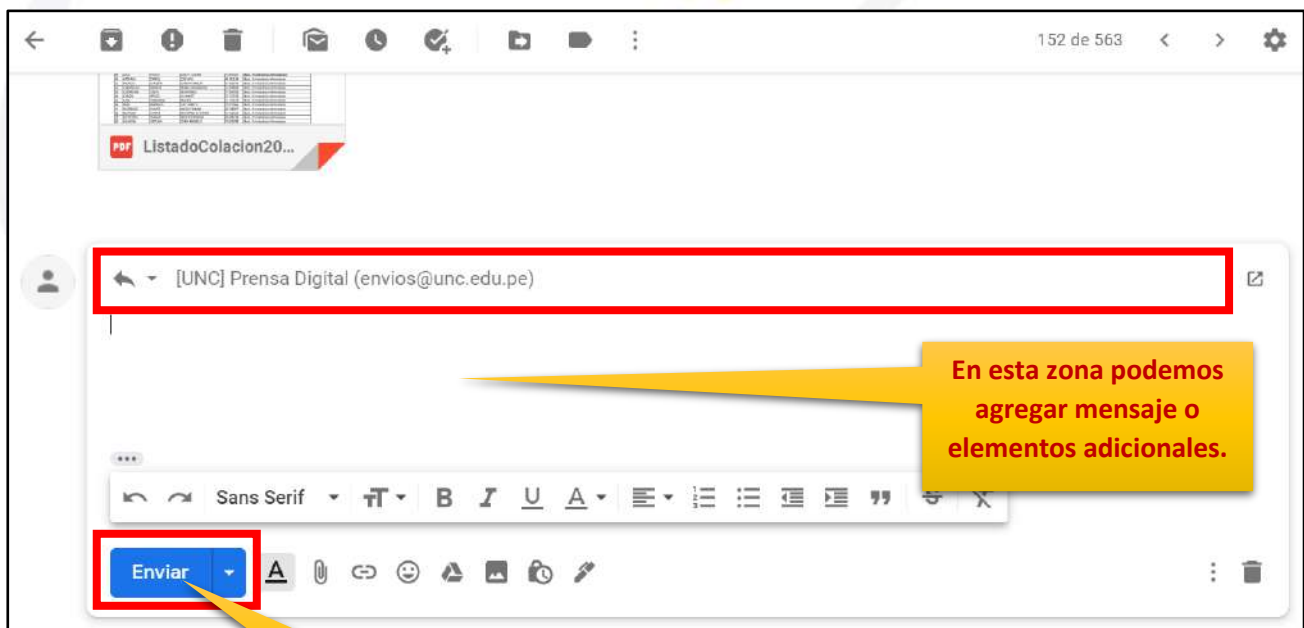 152 de 563
PDF ListadoColacion20...
[UNC] Prensa Digital (envios@unc.edu.pe)
En esta zona podemos
agregar mensaje o
elementos adicionales.
Sans Serif
Enviar